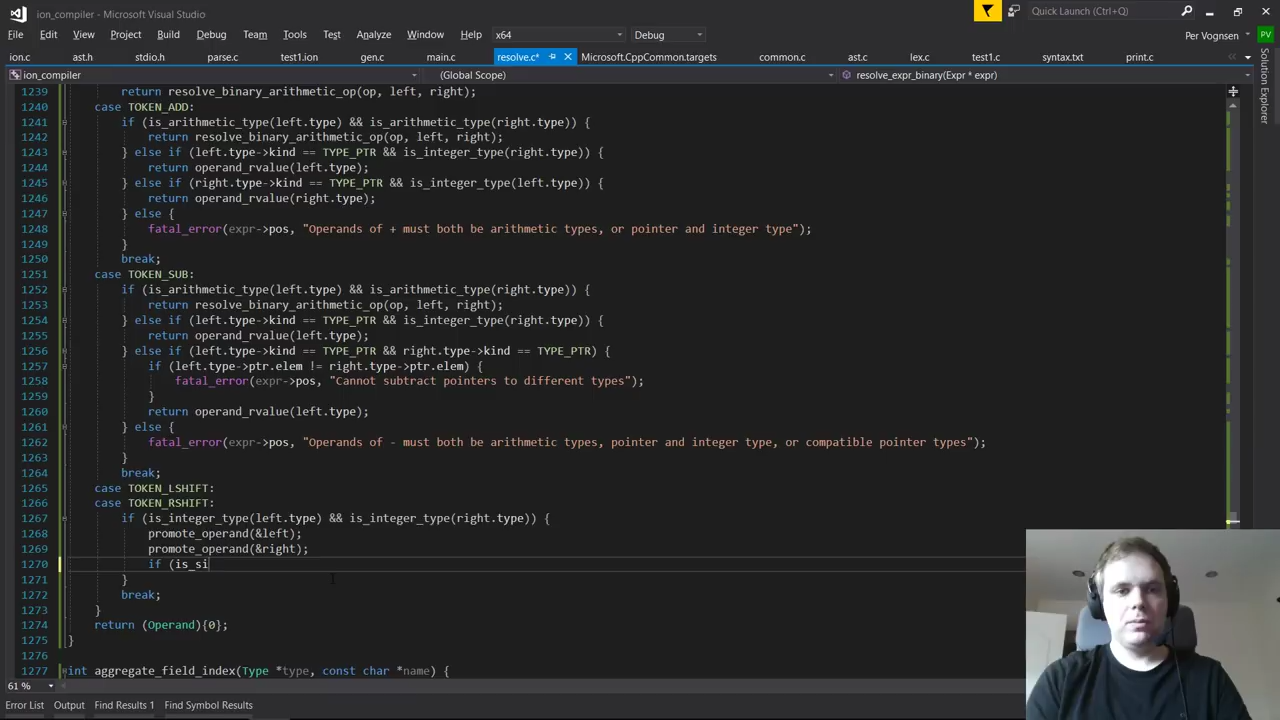 ion_compiler - Microsoft Visual Studio
Quick Launch (Ctrl+Q)
File Edit View Project Build Debug Team Tools Test Analyze Window Help x64 Debug
Per Vognsen PV
ion.c ast.h stdio.h parse.c test1.ion gen.c main.c resolve.c* Microsoft.CppCommon.targets common.c ast.c lex.c test1.c syntax.txt print.c
Solution Explorer
ion_compiler (Global Scope) resolve_expr_binary(Expr * expr)
1239 return resolve_binary_arithmetic_op(op, left, right);
1240 case TOKEN_ADD:
1241 if (is_arithmetic_type(left.type) && is_arithmetic_type(right.type)) {
1242 return resolve_binary_arithmetic_op(op, left, right);
1243 } else if (left.type->kind == TYPE_PTR && is_integer_type(right.type)) {
1244 return operand_rvalue(left.type);
1245 } else if (right.type->kind == TYPE_PTR && is_integer_type(left.type)) {
1246 return operand_rvalue(right.type);
1247 } else {
1248 fatal_error(expr->pos, "Operands of + must both be arithmetic types, or pointer and integer type");
1249 }
1250 break;
1251 case TOKEN_SUB:
1252 if (is_arithmetic_type(left.type) && is_arithmetic_type(right.type)) {
1253 return resolve_binary_arithmetic_op(op, left, right);
1254 } else if (left.type->kind == TYPE_PTR && is_integer_type(right.type)) {
1255 return operand_rvalue(left.type);
1256 } else if (left.type->kind == TYPE_PTR && right.type->kind == TYPE_PTR) {
1257 if (left.type->ptr.elem != right.type->ptr.elem) {
1258 fatal_error(expr->pos, "Cannot subtract pointers to different types");
1259 }
1260 return operand_rvalue(left.type);
1261 } else {
1262 fatal_error(expr->pos, "Operands of - must both be arithmetic types, pointer and integer type, or compatible pointer types");
1263 }
1264 break;
1265 case TOKEN_LSHIFT:
1266 case TOKEN_RSHIFT:
1267 if (is_integer_type(left.type) && is_integer_type(right.type)) {
1268 promote_operand(&left);
1269 promote_operand(&right);
1270 if (is_si
1271 }
1272 break;
1273 }
1274 return (Operand){0};
1275 }
1276
1277 int aggregate_field_index(Type *type, const char *name) {
61 %
Error List Output Find Results 1 Find Symbol Results